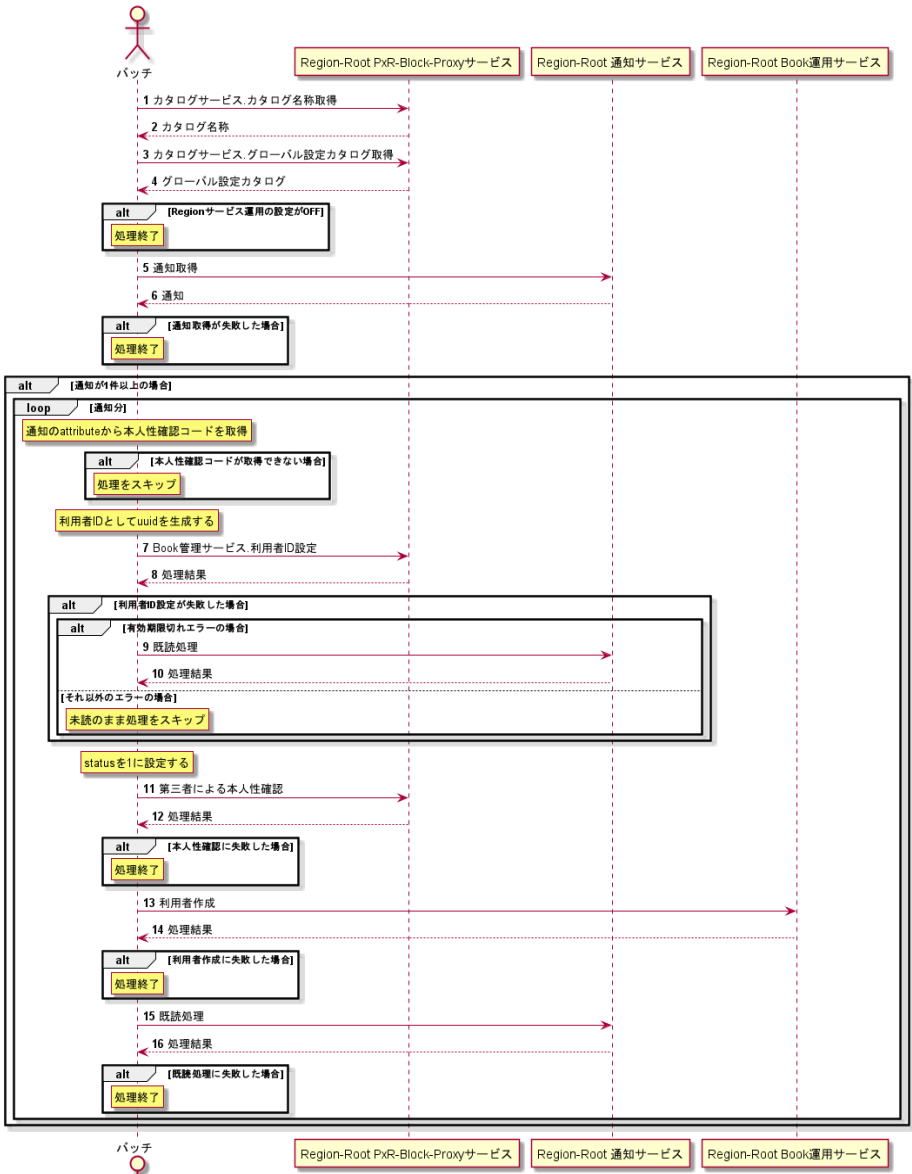 バッチ
Region-Root PxR-Block-Proxyサービス
Region-Root 通知サービス
Region-Root Book運用サービス
1 カタログサービス.カタログ名称取得
2 カタログ名称
3 カタログサービス.グローバル設定カタログ取得
4 グローバル設定カタログ
alt [Regionサービス運用の設定がOFF]
処理終了
5 通知取得
6 通知
alt [通知取得が失敗した場合]
処理終了
alt [通知が1件以上の場合]
loop [通知分]
通知のattributeから本人性確認コードを取得
alt [本人性確認コードが取得できない場合]
処理をスキップ
利用者IDとしてuuidを生成する
7 Book管理サービス.利用者ID設定
8 処理結果
alt [利用者ID設定が失敗した場合]
alt [有効期限切れエラーの場合]
9 既読処理
10 処理結果
[それ以外のエラーの場合]
未読のまま処理をスキップ
statusを1に設定する
11 第三者による本人性確認
12 処理結果
alt [本人性確認に失敗した場合]
処理終了
13 利用者作成
14 処理結果
alt [利用者作成に失敗した場合]
処理終了
15 既読処理
16 処理結果
alt [既読処理に失敗した場合]
処理終了
バッチ
Region-Root PxR-Block-Proxyサービス
Region-Root 通知サービス
Region-Root Book運用サービス